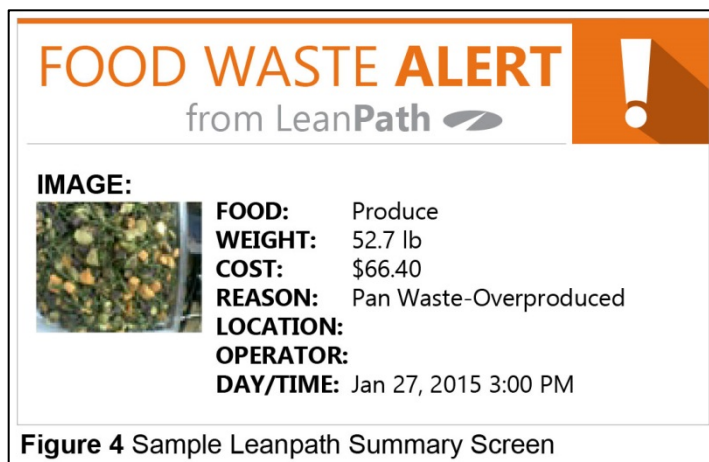 FOOD WASTE ALERT
from LeanPath
IMAGE:
FOOD: Produce
WEIGHT: 52.7 lb
COST: $66.40
REASON: Pan Waste-Overproduced
LOCATION:
OPERATOR:
DAY/TIME: Jan 27, 2015 3:00 PM
Figure 4 Sample Leanpath Summary Screen